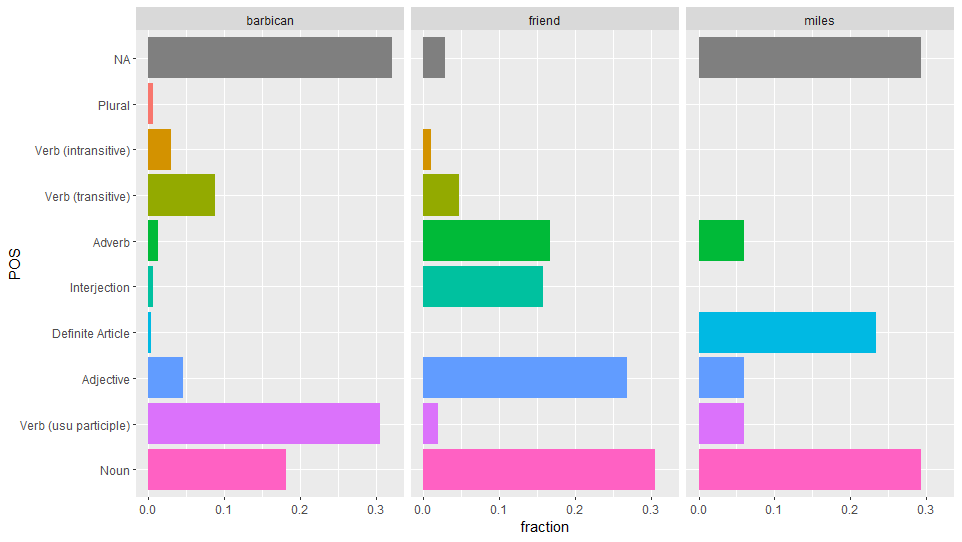 barbican
friend
miles
POS
NA
Plural
Verb (intransitive)
Verb (transitive)
Adverb
Interjection
Definite Article
Adjective
Verb (usu participle)
Noun
0.0 0.1 0.2 0.3
0.0 0.1 0.2 0.3
0.0 0.1 0.2 0.3
fraction